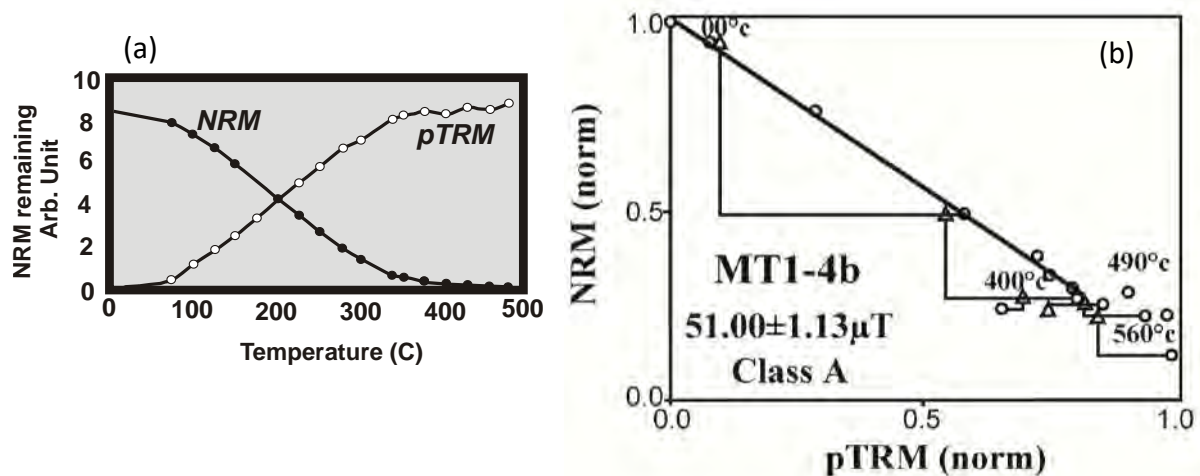 (a)
10
8
6
4
2
0
NRM remaining
Arb. Unit
NRM
pTRM
0 100 200 300 400 500
Temperature (C)
(b)
1.0
0.5
0.0
NRM (norm)
00°c
MT1-4b
51.00±1.13µT
Class A
400°c
490°c
560°c
0.0 0.5 1.0
pTRM (norm)